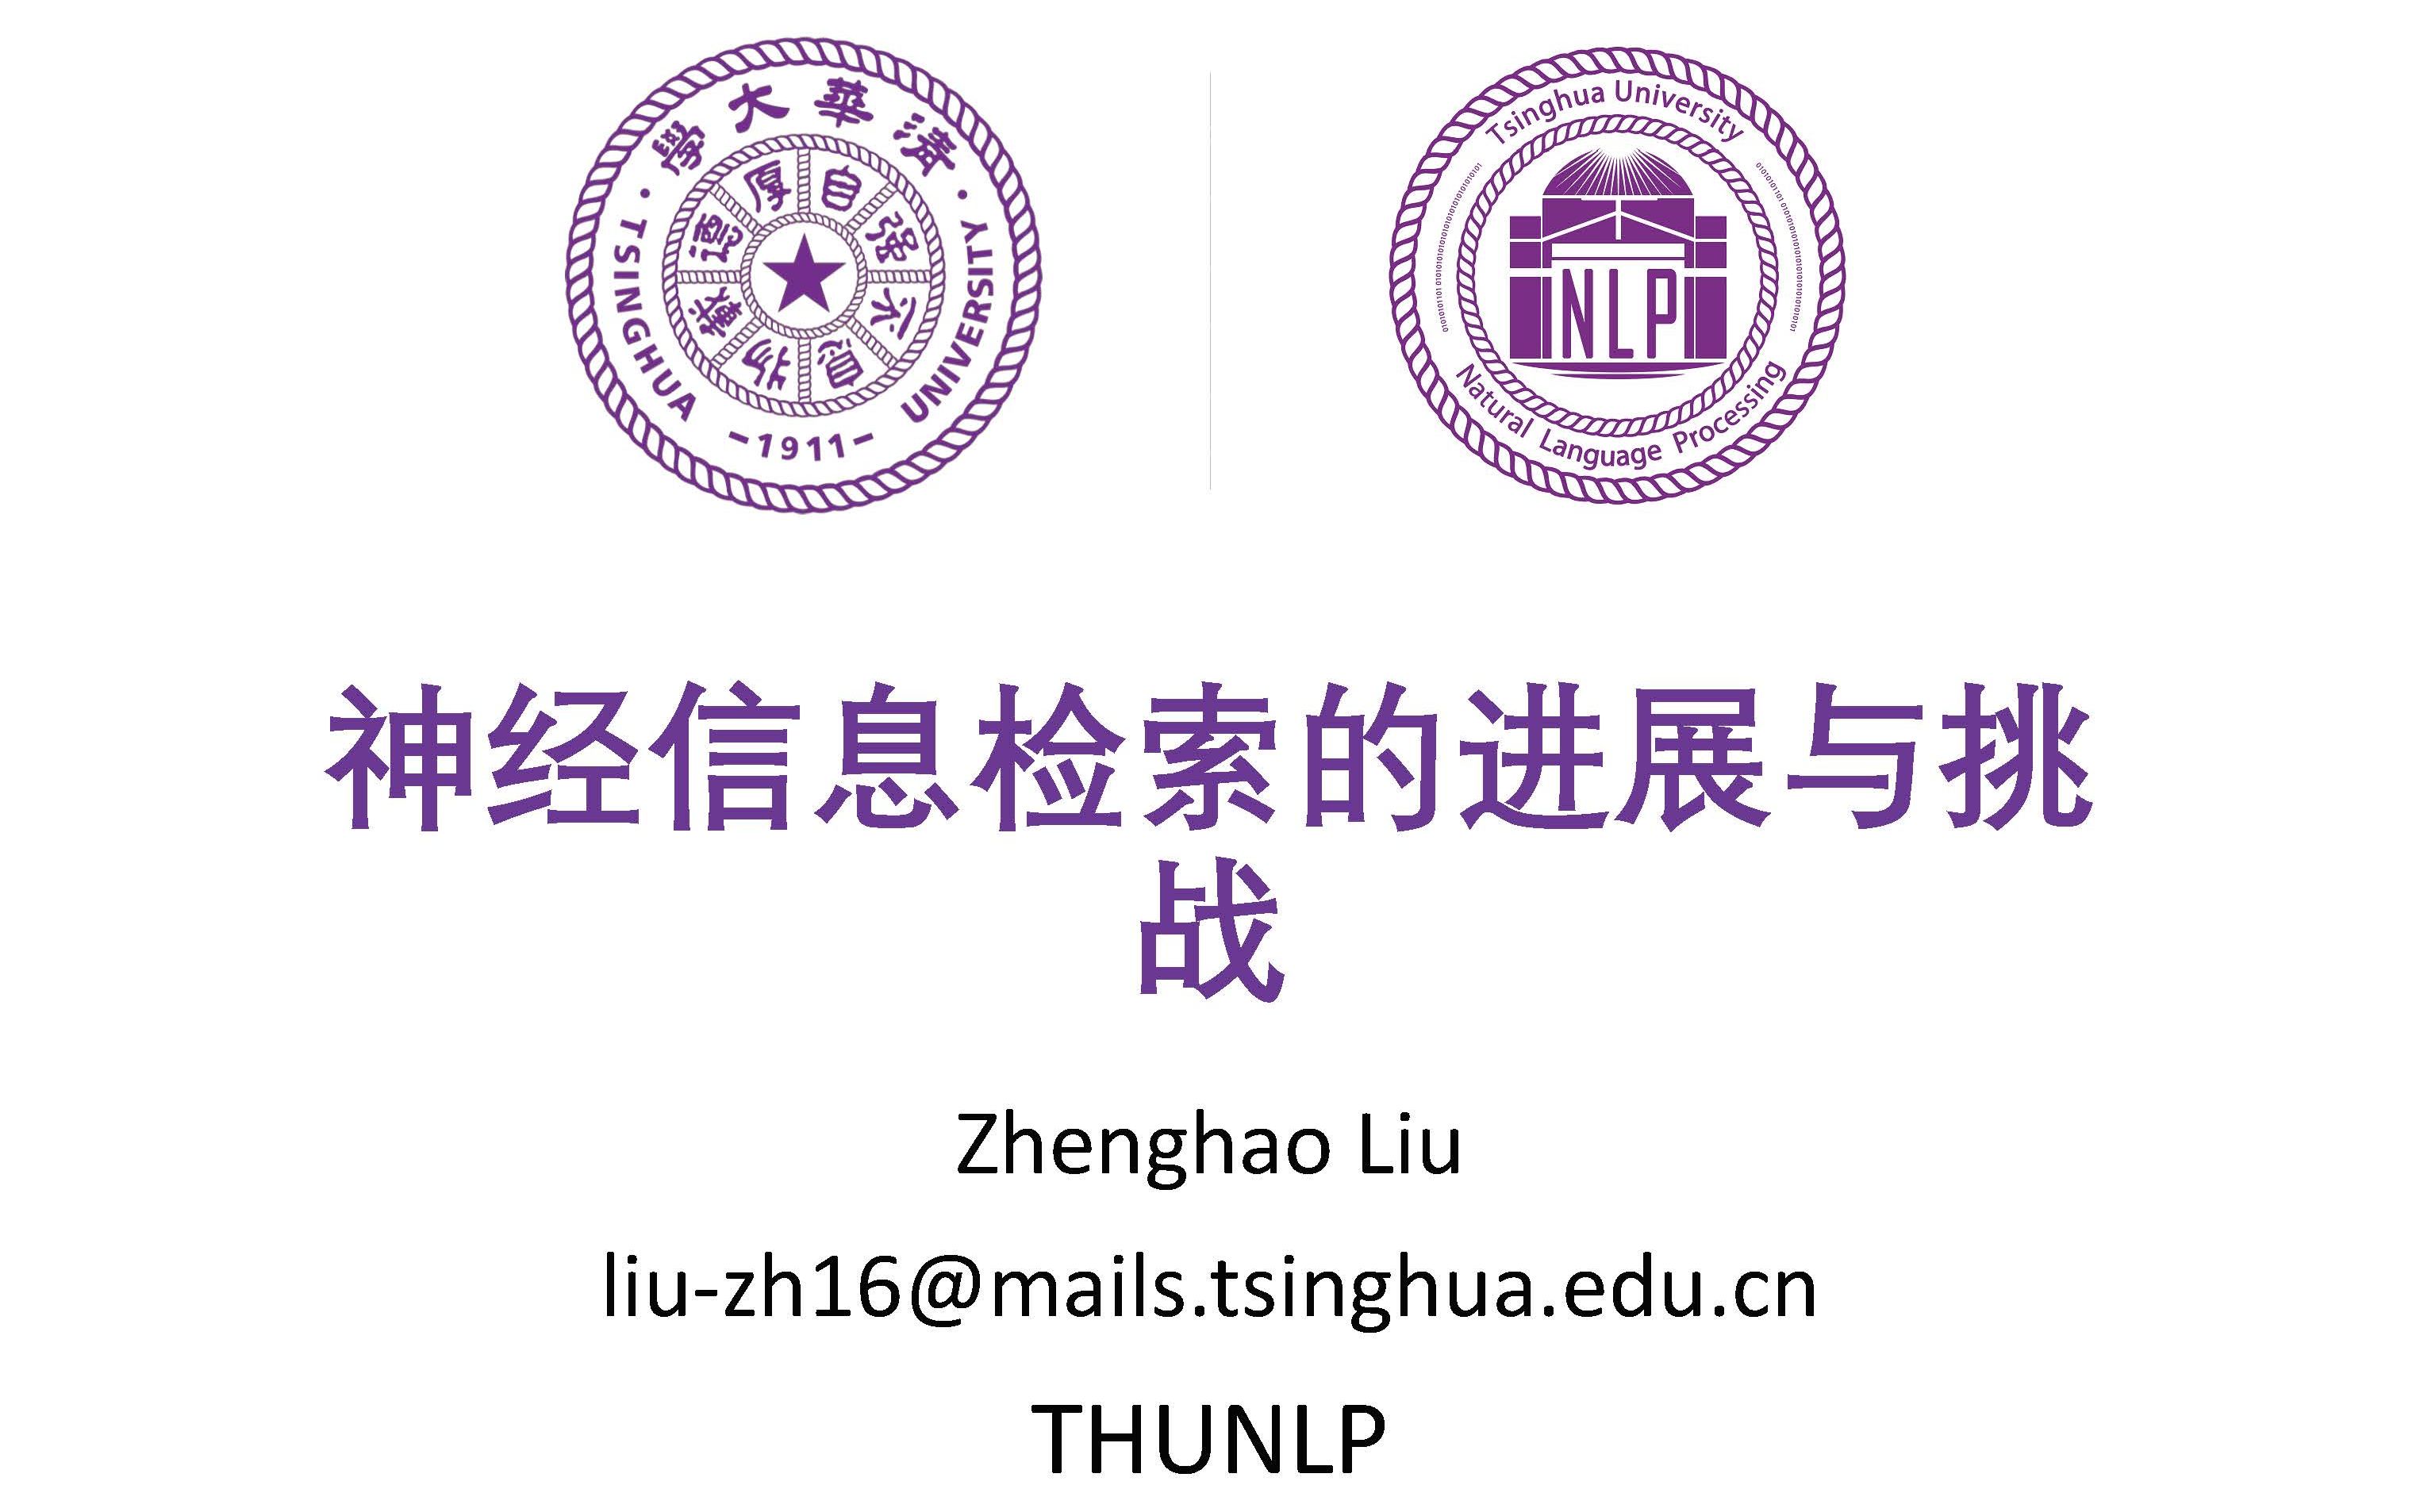 清華大學
自强不息
厚德載物
TSINGHUA UNIVERSITY
-1911-
Tsinghua University
NLP
Natural Language Processing
神经信息检索的进展与挑
战
Zhenghao Liu
liu-zh16@mails.tsinghua.edu.cn
THUNLP